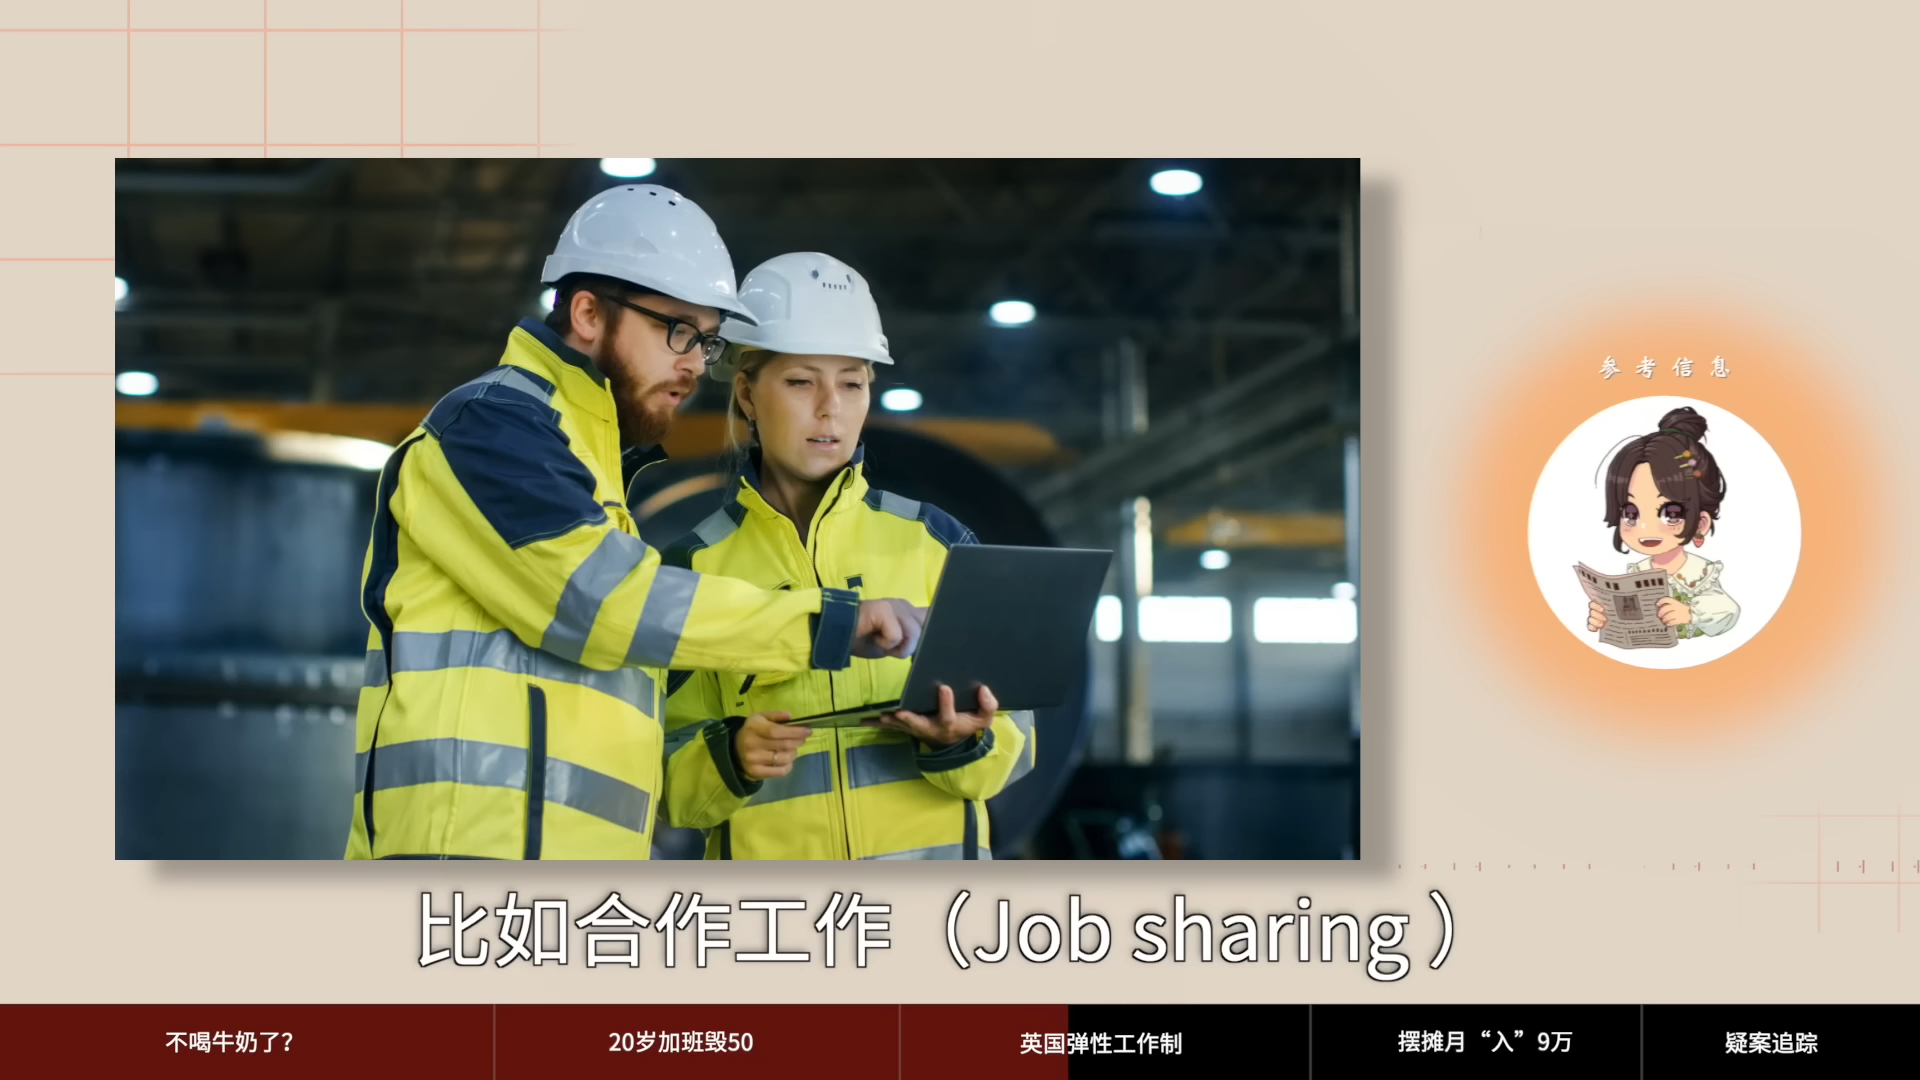 参考信息
比如合作工作（Job sharing）
不喝牛奶了？
20岁加班毁50
英国弹性工作制
摆摊月“入”9万
疑案追踪